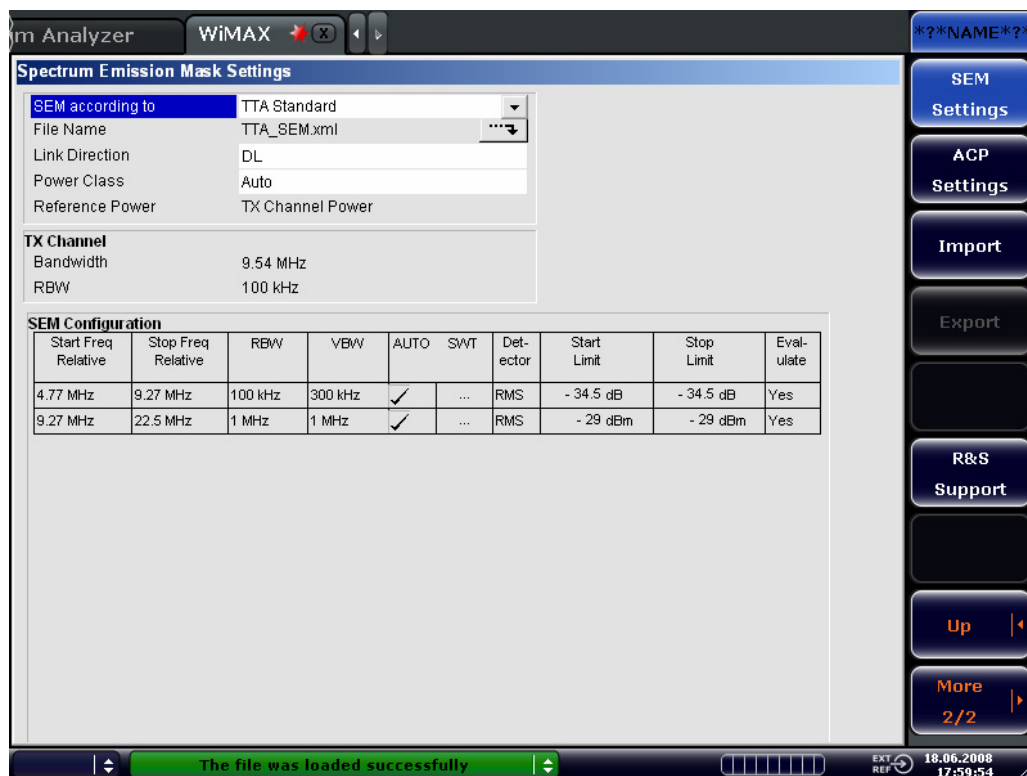 m Analyzer
WiMAX
X
*?*NAME*?*
Spectrum Emission Mask Settings
SEM according to TTA Standard
File Name TTA_SEM.xml
Link Direction DL
Power Class Auto
Reference Power TX Channel Power
TX Channel
Bandwidth 9.54 MHz
RBW 100 kHz
SEM Configuration
Start Freq Relative Stop Freq Relative RBW VBW AUTO SWT Det-ector Start Limit Stop Limit Eval-uate
4.77 MHz 9.27 MHz 100 kHz 300 kHz ✓ ... RMS - 34.5 dB - 34.5 dB Yes
9.27 MHz 22.5 MHz 1 MHz 1 MHz ✓ ... RMS - 29 dBm - 29 dBm Yes
SEM
Settings
ACP
Settings
Import
Export
R&S
Support
Up
More
2/2
The file was loaded successfully
EXT
REF
18.06.2008
17:59:54